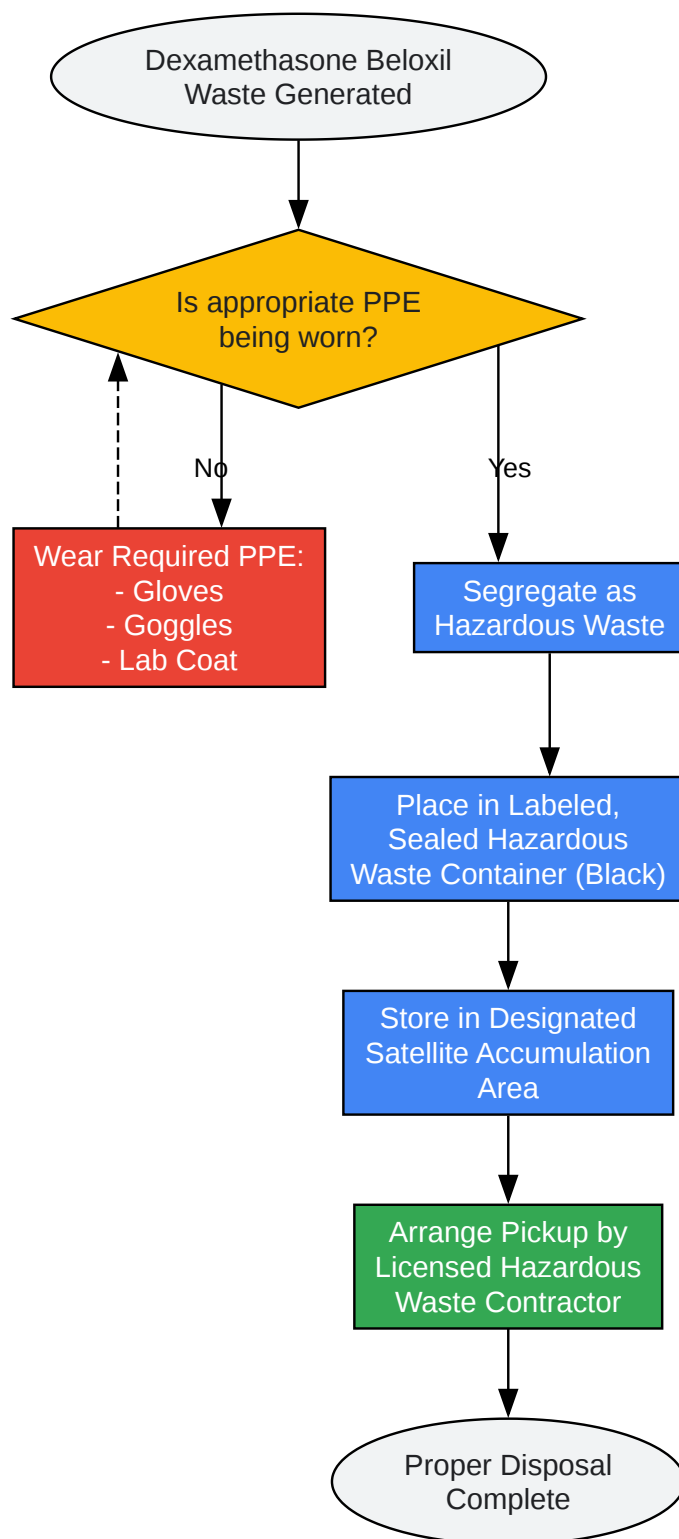 Dexamethasone Beloxil
Waste Generated
Is appropriate PPE
being worn?
No
Yes
Wear Required PPE:
- Gloves
- Goggles
- Lab Coat
Segregate as
Hazardous Waste
Place in Labeled,
Sealed Hazardous
Waste Container (Black)
Store in Designated
Satellite Accumulation
Area
Arrange Pickup by
Licensed Hazardous
Waste Contractor
Proper Disposal
Complete